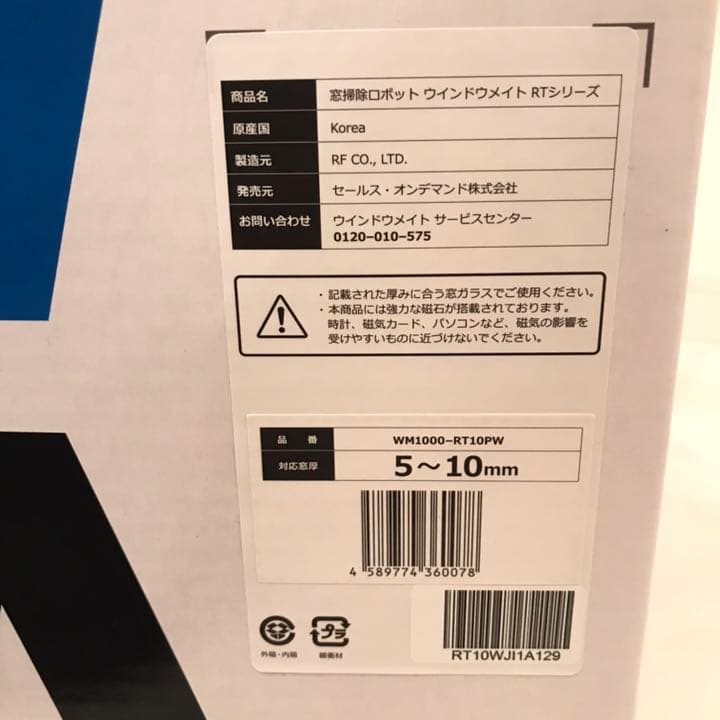 商品名 窓掃除ロボット ウインドウメイト RTシリーズ
原産国 Korea
製造元 RF CO., LTD.
発売元 セールス・オンデマンド株式会社
お問い合わせ ウインドウメイト サービスセンター
0120-010-575
・記載された厚みに合う窓ガラスでご使用ください。
・本商品には強力な磁石が搭載されております。
時計、磁気カード、パソコンなど、磁気の影響を
受けやすいものに近づけないでください。
品番 WM1000-RT10PW
対応窓厚 5～10mm
4 589774 360078
プラ
外箱・内箱 緩衝材
RT10WJI1A129